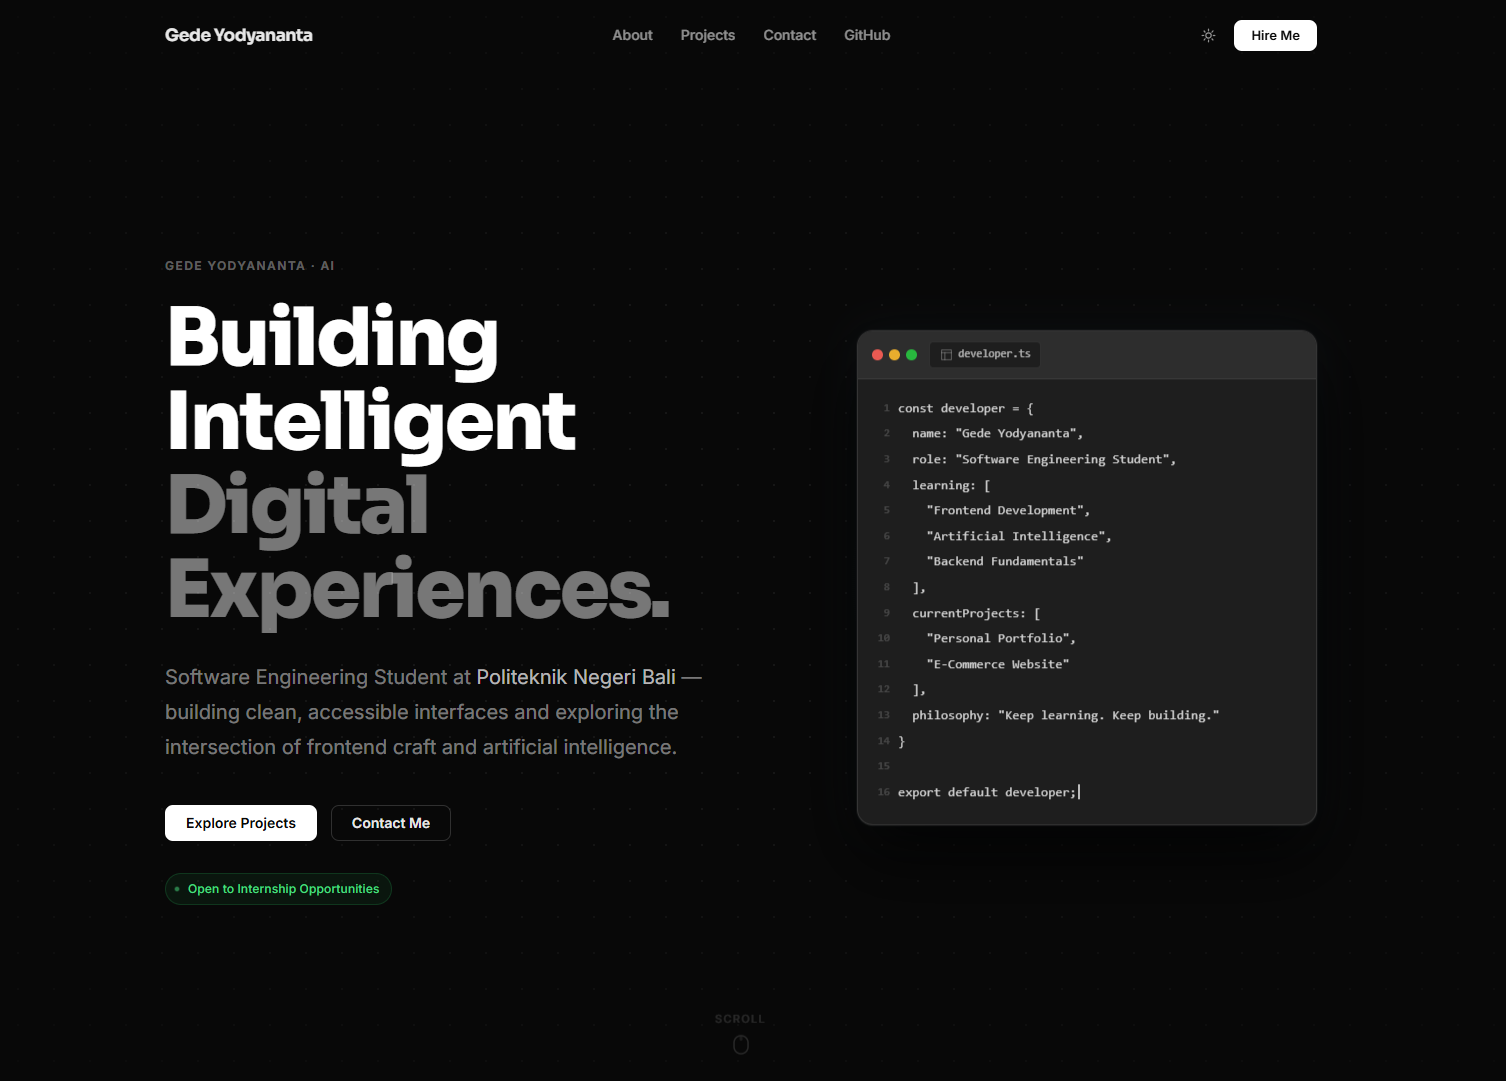 Gede Yodyananta
About Projects Contact GitHub
Hire Me
GEDE YODYANANTA · AI
Building
Intelligent
Digital
Experiences.
Software Engineering Student at Politeknik Negeri Bali —
building clean, accessible interfaces and exploring the
intersection of frontend craft and artificial intelligence.
Explore Projects
Contact Me
Open to Internship Opportunities
developer.ts
1 const developer = {
2 name: "Gede Yodyananta",
3 role: "Software Engineering Student",
4 learning: [
5 "Frontend Development",
6 "Artificial Intelligence",
7 "Backend Fundamentals"
8 ],
9 currentProjects: [
10 "Personal Portfolio",
11 "E-Commerce Website"
12 ],
13 philosophy: "Keep learning. Keep building."
14 }
15
16 export default developer;
SCROLL